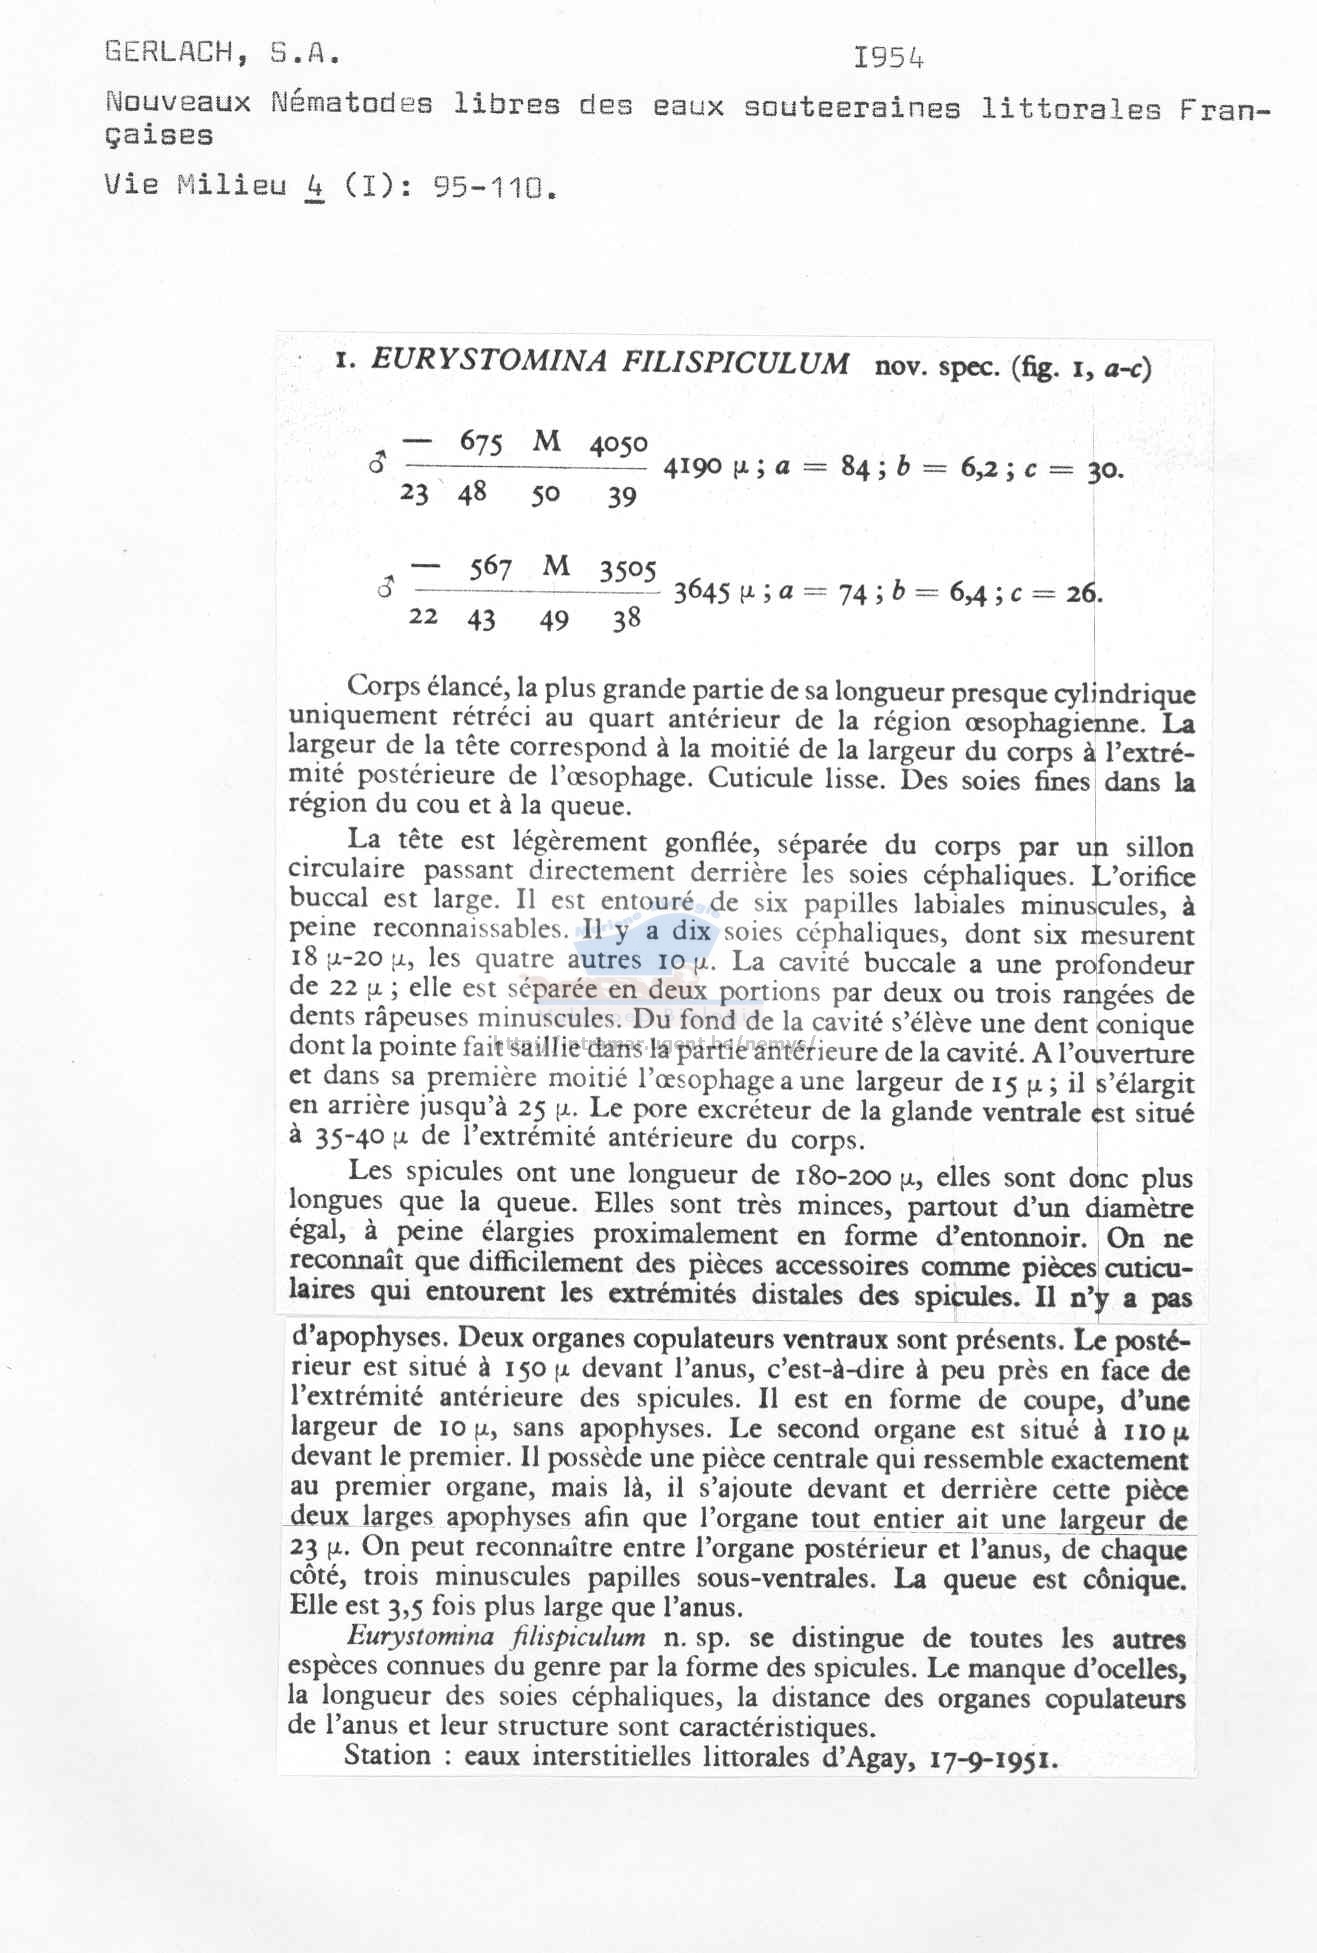 GERLACH, S.A. I954
Nouveaux Nématodes libres des eaux souteeraines littorales Fran-
çaises
Vie Milieu 4 (I): 95-110.
1. EURYSTOMINA FILISPICULUM nov. spec. (fig. 1, a-c)
— 675 M 4050
♂ 4190 µ ; a = 84 ; b = 6,2 ; c = 30.
23 48 50 39
— 567 M 3505
♂ 3645 µ ; a = 74 ; b = 6,4 ; c = 26.
22 43 49 38
Corps élancé, la plus grande partie de sa longueur presque cylindrique
uniquement rétréci au quart antérieur de la région œsophagienne. La
largeur de la tête correspond à la moitié de la largeur du corps à l'extré-
mité postérieure de l'œsophage. Cuticule lisse. Des soies fines dans la
région du cou et à la queue.
La tête est légèrement gonflée, séparée du corps par un sillon
circulaire passant directement derrière les soies céphaliques. L'orifice
buccal est large. Il est entouré de six papilles labiales minuscules, à
peine reconnaissables. Il y a dix soies céphaliques, dont six mesurent
18 µ-20 µ, les quatre autres 10 µ. La cavité buccale a une profondeur
de 22 µ ; elle est séparée en deux portions par deux ou trois rangées de
dents râpeuses minuscules. Du fond de la cavité s'élève une dent conique
dont la pointe fait saillie dans la partie antérieure de la cavité. A l'ouverture
http://intramar.ugent.be/nemys/
et dans sa première moitié l'œsophage a une largeur de 15 µ ; il s'élargit
en arrière jusqu'à 25 µ. Le pore excréteur de la glande ventrale est situé
à 35-40 µ de l'extrémité antérieure du corps.
Les spicules ont une longueur de 180-200 µ, elles sont donc plus
longues que la queue. Elles sont très minces, partout d'un diamètre
égal, à peine élargies proximalement en forme d'entonnoir. On ne
reconnaît que difficilement des pièces accessoires comme pièces cuticu-
laires qui entourent les extrémités distales des spicules. Il n'y a pas
d'apophyses. Deux organes copulateurs ventraux sont présents. Le posté-
rieur est situé à 150 µ devant l'anus, c'est-à-dire à peu près en face de
l'extrémité antérieure des spicules. Il est en forme de coupe, d'une
largeur de 10 µ, sans apophyses. Le second organe est situé à 110 µ
devant le premier. Il possède une pièce centrale qui ressemble exactement
au premier organe, mais là, il s'ajoute devant et derrière cette pièce
deux larges apophyses afin que l'organe tout entier ait une largeur de
23 µ. On peut reconnaître entre l'organe postérieur et l'anus, de chaque
côté, trois minuscules papilles sous-ventrales. La queue est cônique.
Elle est 3,5 fois plus large que l'anus.
Eurystomina filispiculum n. sp. se distingue de toutes les autres
espèces connues du genre par la forme des spicules. Le manque d'ocelles,
la longueur des soies céphaliques, la distance des organes copulateurs
de l'anus et leur structure sont caractéristiques.
Station : eaux interstitielles littorales d'Agay, 17-9-1951.